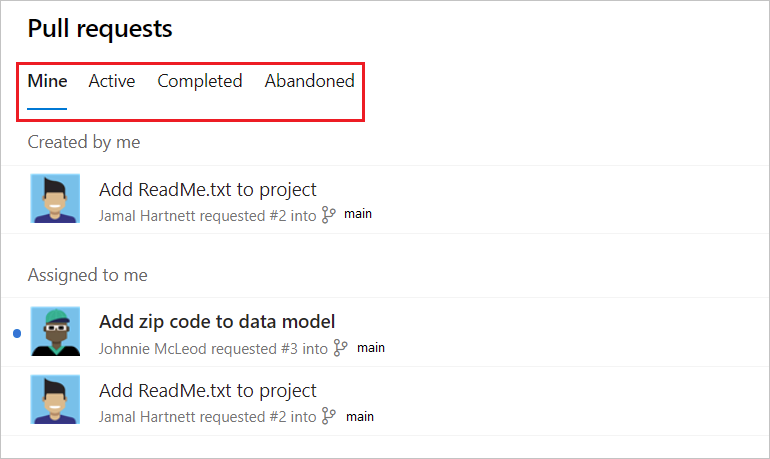 Pull requests
Mine Active Completed Abandoned
Created by me
Add ReadMe.txt to project
Jamal Hartnett requested #2 into main
Assigned to me
Add zip code to data model
Johnnie McLeod requested #3 into main
Add ReadMe.txt to project
Jamal Hartnett requested #2 into main